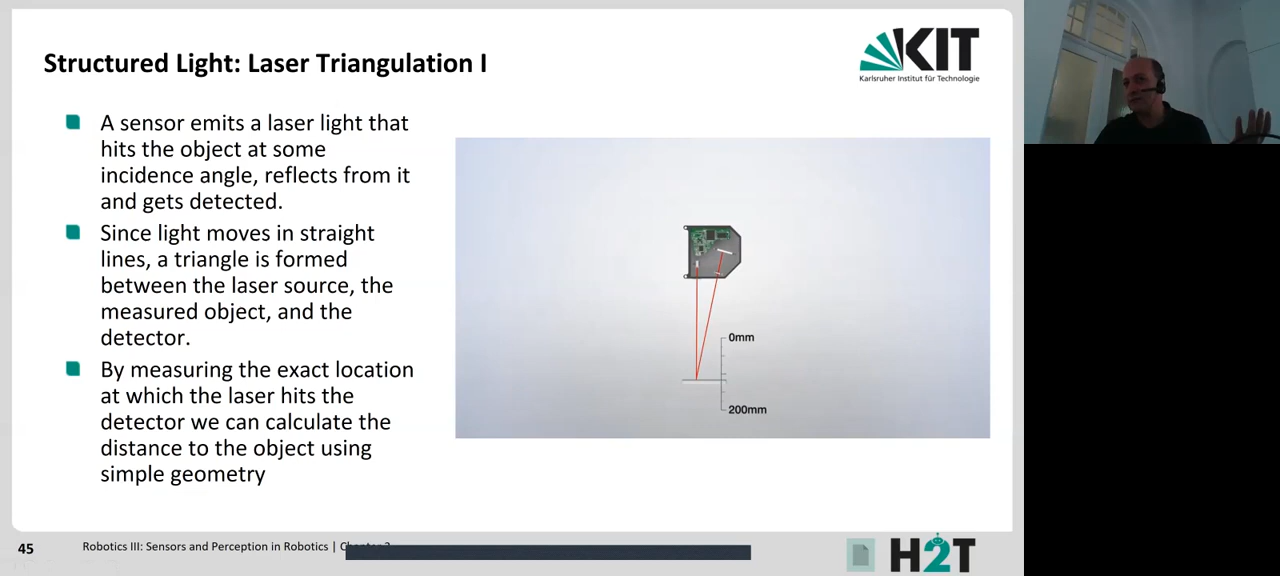 Structured Light: Laser Triangulation I
KIT
Karlsruher Institut für Technologie
A sensor emits a laser light that
hits the object at some
incidence angle, reflects from it
and gets detected.
Since light moves in straight
lines, a triangle is formed
between the laser source, the
measured object, and the
detector.
By measuring the exact location
at which the laser hits the
detector we can calculate the
distance to the object using
simple geometry
0mm
200mm
45
Robotics III: Sensors and Perception in Robotics |
H2T